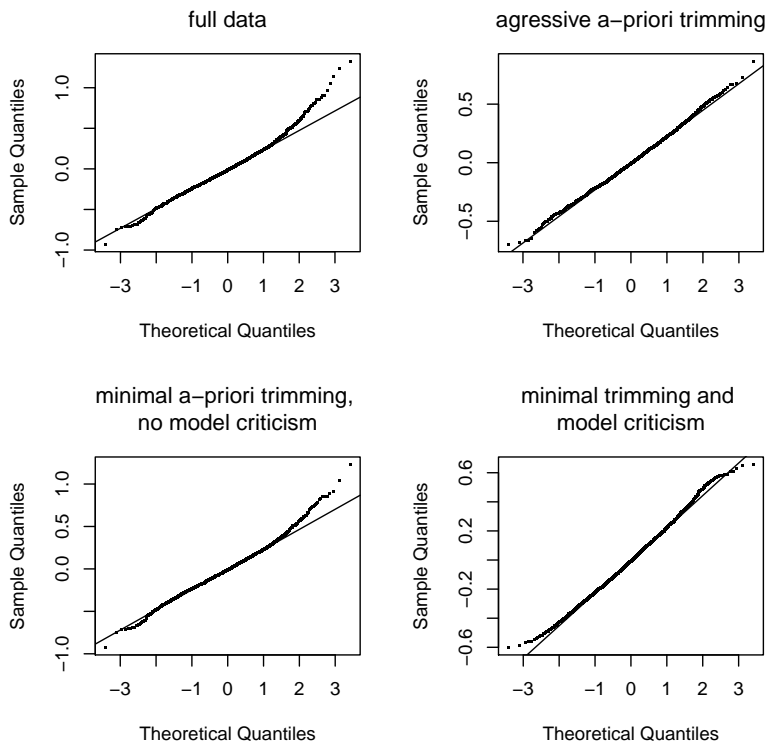 full data
Sample Quantiles
1.0
0.0
−1.0
−3
−1
0
1
2
3
Theoretical Quantiles
agressive a−priori trimming
Sample Quantiles
0.5
0.0
−0.5
−3
−1
0
1
2
3
Theoretical Quantiles
minimal a−priori trimming,
no model criticism
Sample Quantiles
1.0
0.5
0.0
−1.0
−3
−1
0
1
2
3
Theoretical Quantiles
minimal trimming and
model criticism
Sample Quantiles
0.6
0.2
−0.2
−0.6
−3
−1
0
1
2
3
Theoretical Quantiles